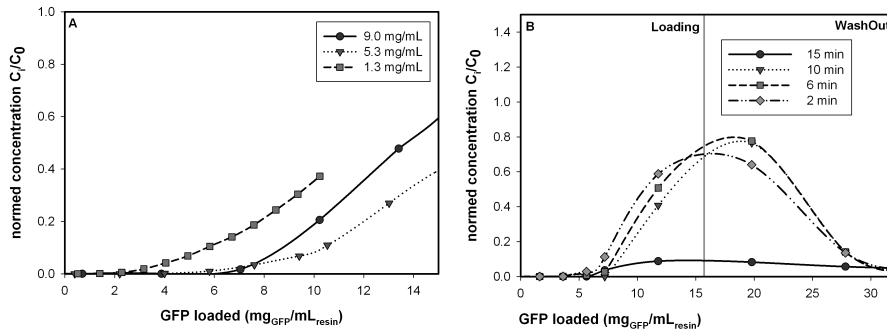 A
9.0 mg/mL
5.3 mg/mL
1.3 mg/mL
normed concentration Cᵢ/C₀
1.0
0.8
0.6
0.4
0.2
0.0
0 2 4 6 8 10 12 14
GFP loaded (mg_GFP/mL_resin)
B
Loading
WashOut
15 min
10 min
6 min
2 min
normed concentration Cᵢ/C₀
1.4
1.2
1.0
0.8
0.6
0.4
0.2
0.0
0 5 10 15 20 25 30
GFP loaded (mg_GFP/mL_resin)